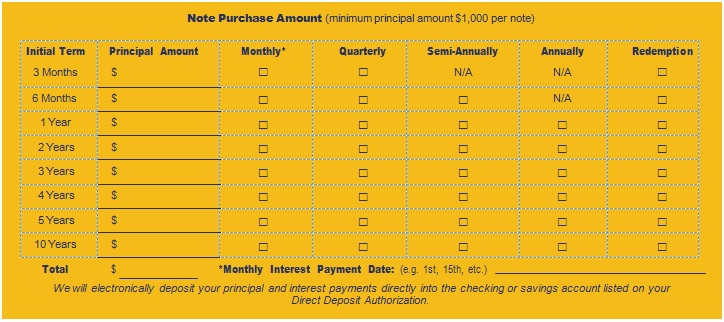 Note Purchase Amount (minimum principal amount $1,000 per note)
Initial Term Principal Amount Monthly* Quarterly Semi-Annually Annually Redemption
3 Months $ ☐ ☐ N/A N/A ☐
6 Months $ ☐ ☐ ☐ N/A ☐
1 Year $ ☐ ☐ ☐ ☐ ☐
2 Years $ ☐ ☐ ☐ ☐ ☐
3 Years $ ☐ ☐ ☐ ☐ ☐
4 Years $ ☐ ☐ ☐ ☐ ☐
5 Years $ ☐ ☐ ☐ ☐ ☐
10 Years $ ☐ ☐ ☐ ☐ ☐
Total $ *Monthly Interest Payment Date: (e.g. 1st, 15th, etc.)
We will electronically deposit your principal and interest payments directly into the checking or savings account listed on your
Direct Deposit Authorization.